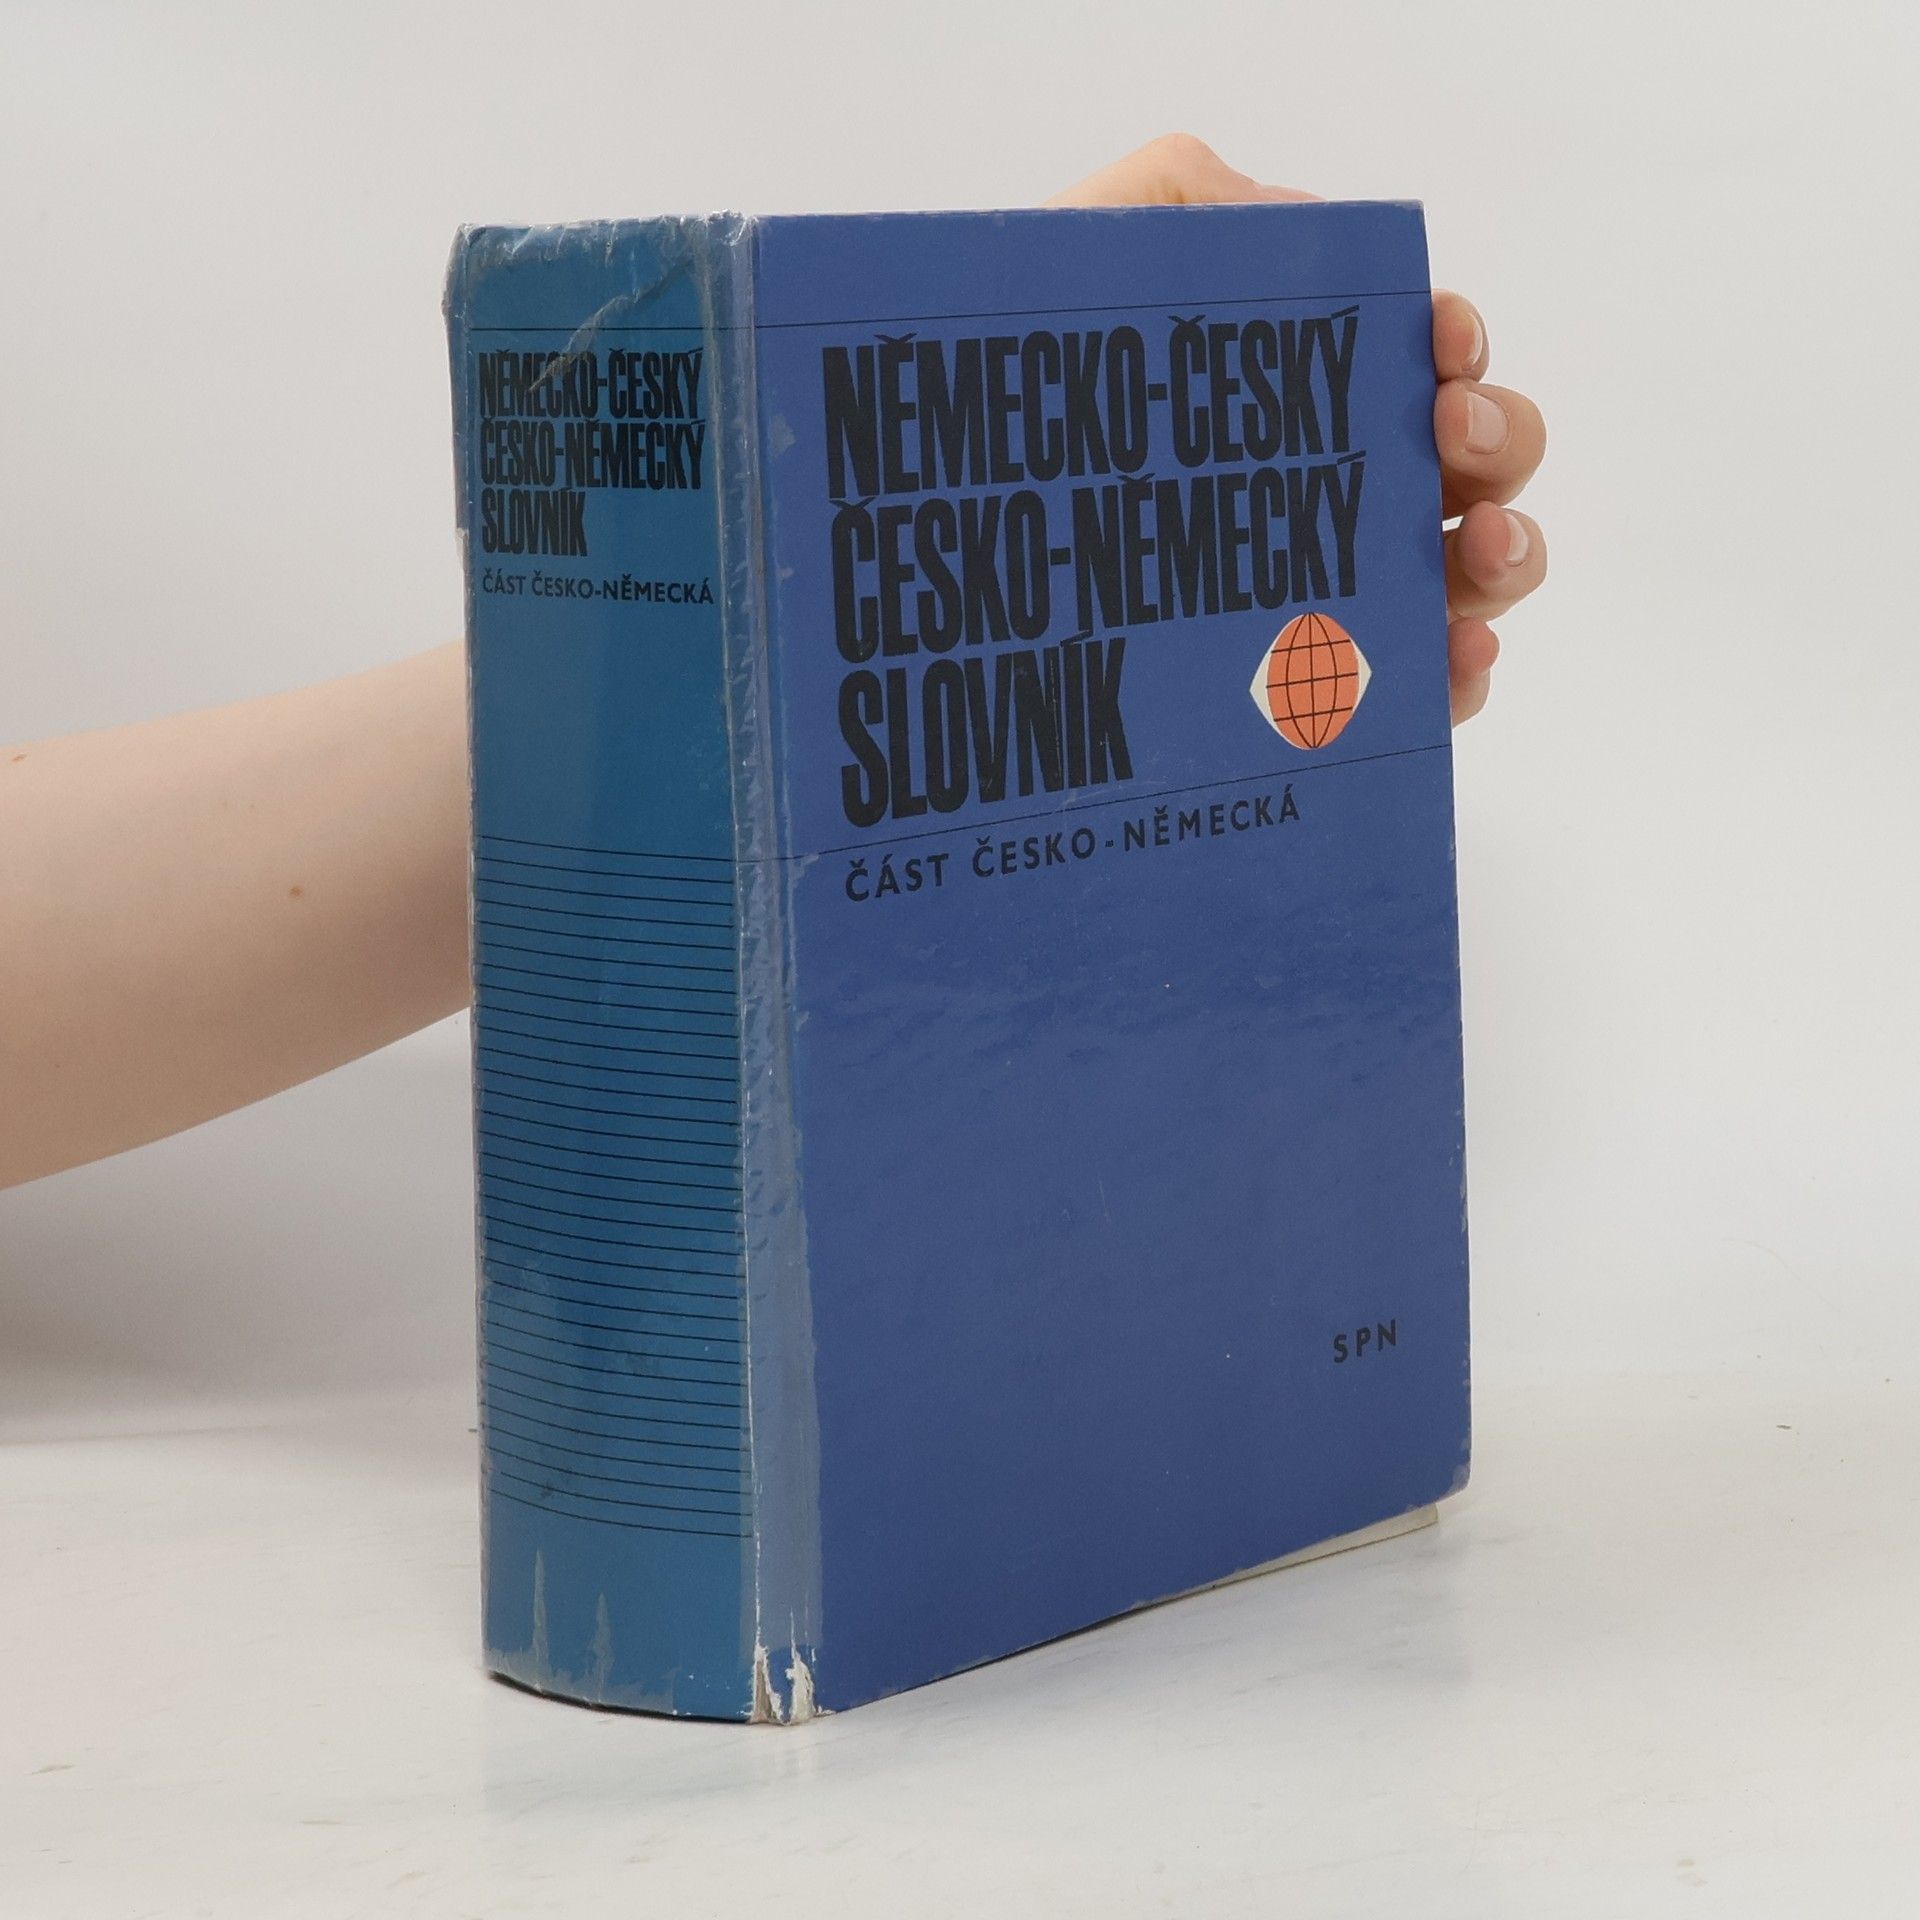 NĚMECKO-ČESKÝ
ČESKO-NĚMECKÝ
SLOVNÍK
ČÁST ČESKO-NĚMECKÁ
NĚMECKO-ČESKÝ
ČESKO-NĚMECKÝ
SLOVNÍK
ČÁST ČESKO-NĚMECKÁ
SPN